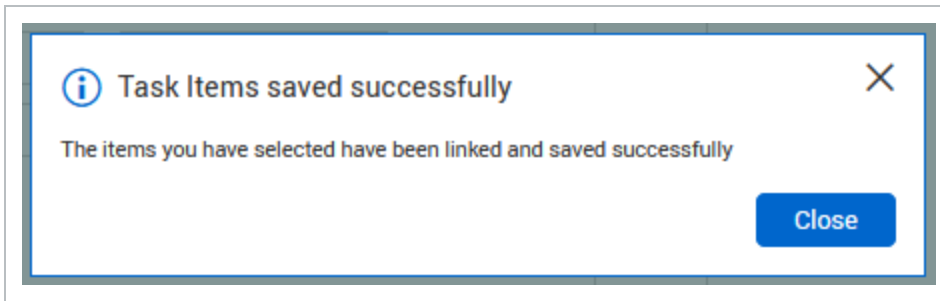 Task Items saved successfully
The items you have selected have been linked and saved successfully
Close